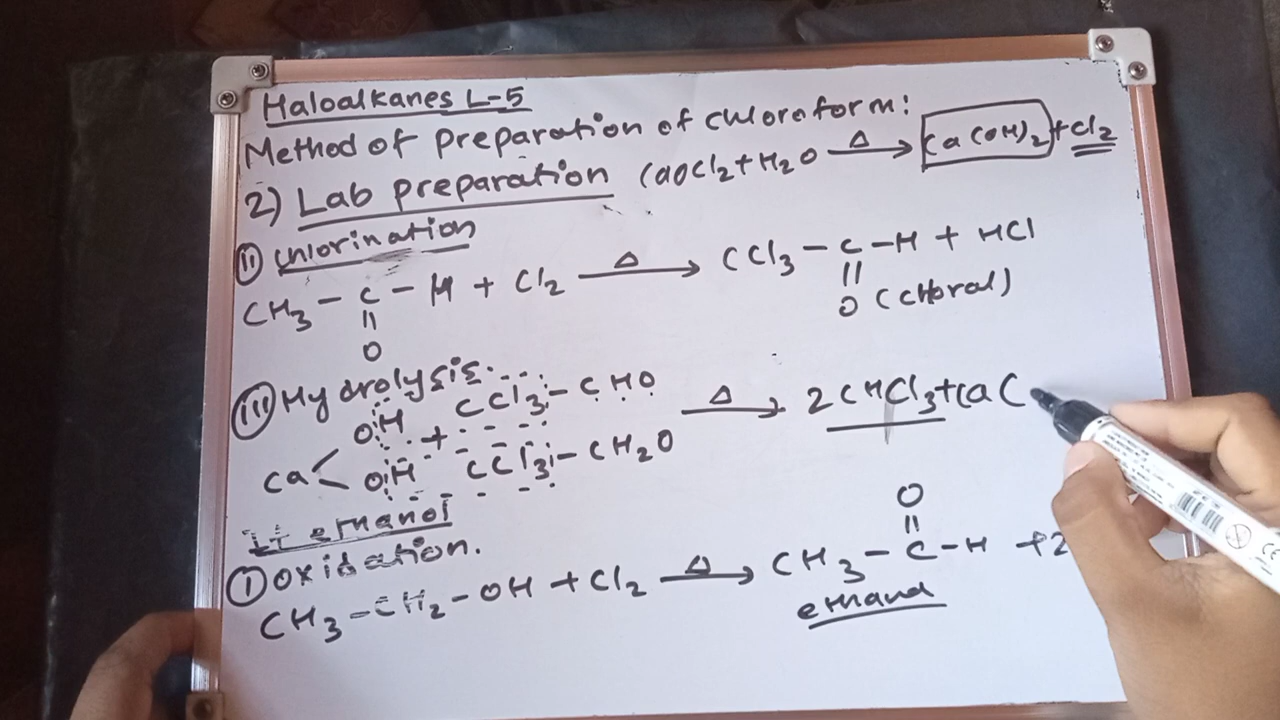 Haloalkanes L-5
Method of Preparation of chloroform:
2) Lab preparation CaOCl2 + H2O △→ Ca(OH)2 + Cl2
(II) chlorination
CH3 - C - H + Cl2 △→ CCl3 - C - H + HCl
|| ||
O O (chloral)
(III) Hydrolysis.
OH + CCl3 - CHO △→ 2CHCl3 + Ca C
Ca <
OH CCl3 - CH2O
If ethanol
(I) oxidation.
O
||
CH3 - CH2 - OH + Cl2 △→ CH3 - C - H + 2
ethanal